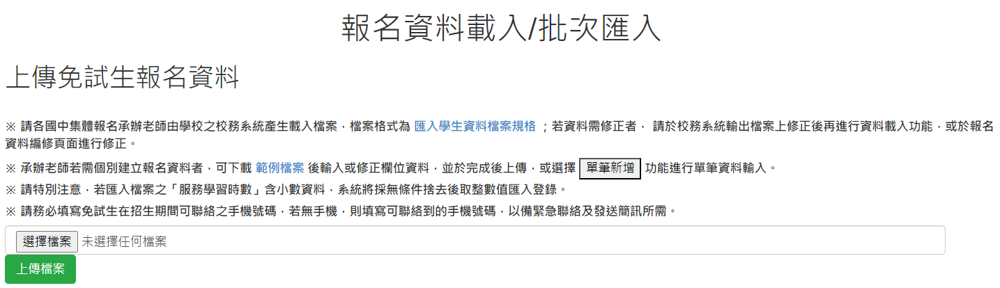 報名資料載入/批次匯入
上傳免試生報名資料
※ 請各國中集體報名承辦老師由學校之校務系統產生載入檔案，檔案格式為 匯入學生資料檔案規格 ；若資料需修正者， 請於校務系統輸出檔案上修正後再進行資料載入功能，或於報名
資料編修頁面進行修正。
※ 承辦老師若需個別建立報名資料者，可下載 範例檔案 後輸入或修正欄位資料，並於完成後上傳，或選擇 單筆新增 功能進行單筆資料輸入。
※ 請特別注意，若匯入檔案之「服務學習時數」含小數資料，系統將採無條件捨去後取整數值匯入登錄。
※ 請務必填寫免試生在招生期間可聯絡之手機號碼，若無手機，則填寫可聯絡到的手機號碼，以備緊急聯絡及發送簡訊所需。
選擇檔案 未選擇任何檔案
上傳檔案